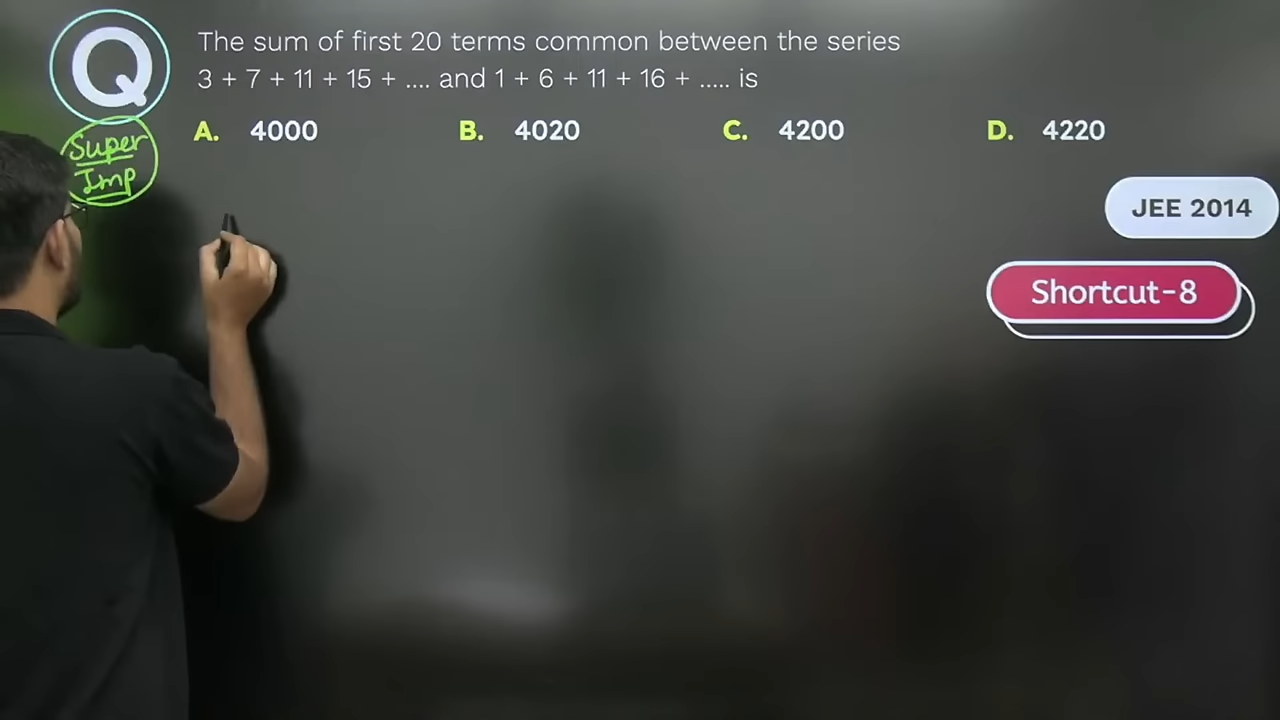 Q
The sum of first 20 terms common between the series
3 + 7 + 11 + 15 + .... and 1 + 6 + 11 + 16 + ..... is
A. 4000 B. 4020 C. 4200 D. 4220
Super
Imp
JEE 2014
Shortcut-8